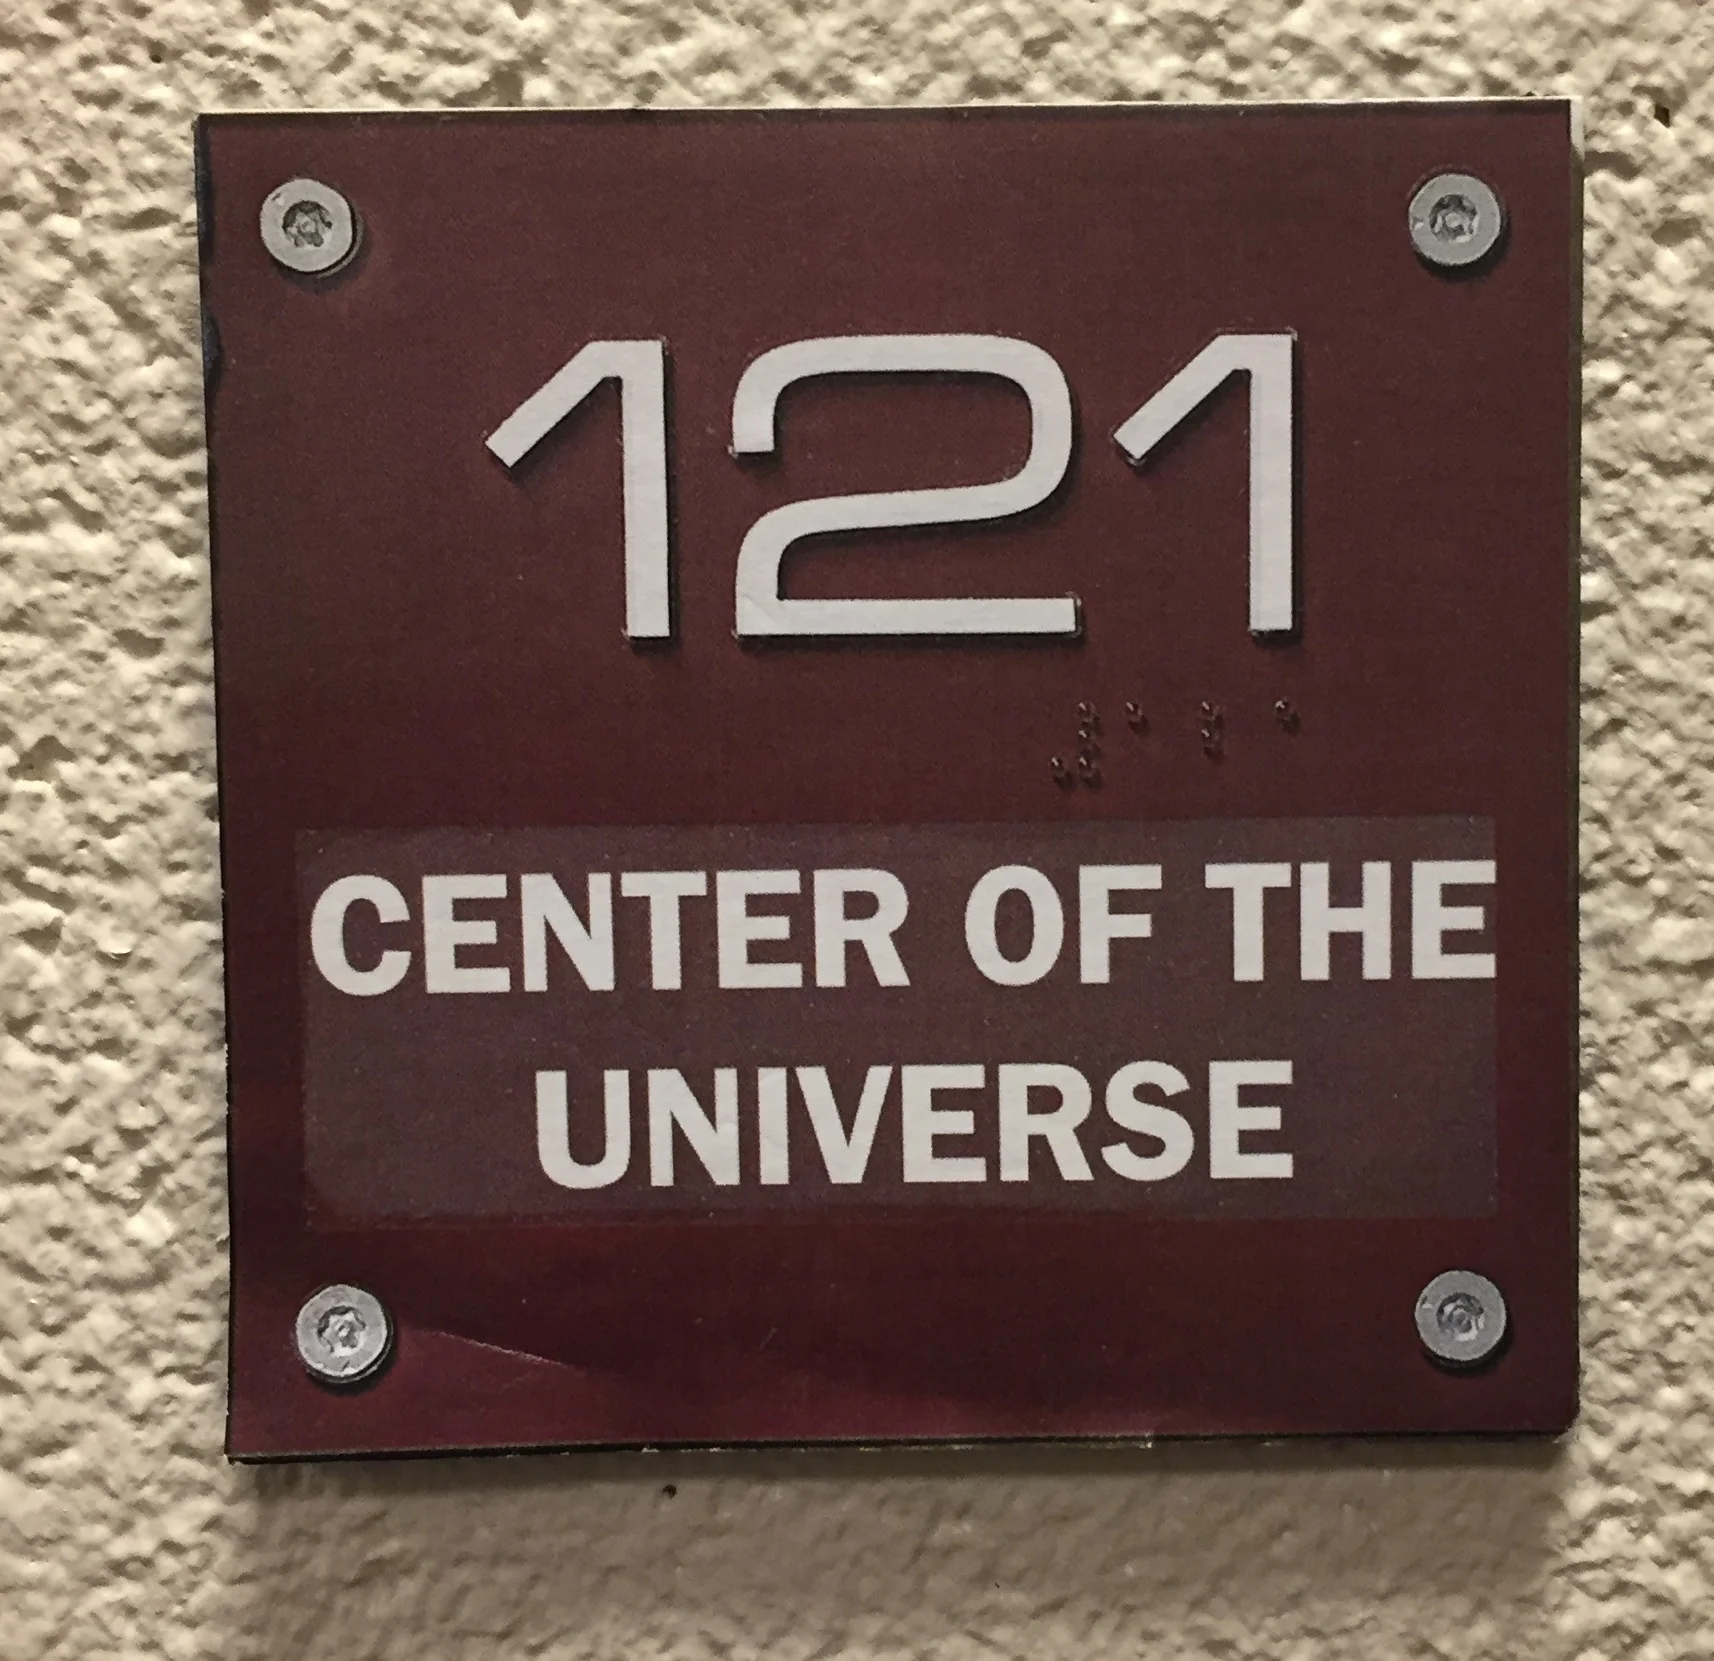 121
⠼⠁⠃⠁
CENTER OF THE
UNIVERSE